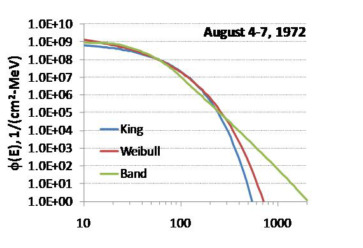 August 4-7, 1972
ϕ(E), 1/(cm²-MeV)
1.0E+10
1.0E+09
1.0E+08
1.0E+07
1.0E+06
1.0E+05
1.0E+04
1.0E+03
1.0E+02
1.0E+01
1.0E+00
King
Weibull
Band
10 100 1000